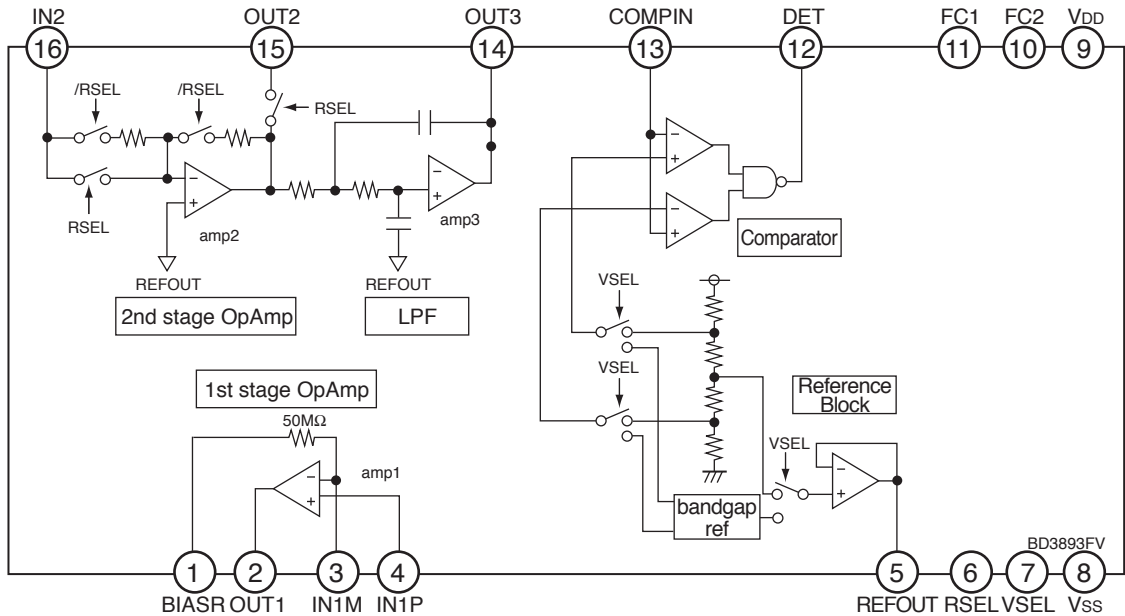 IN2
OUT2
OUT3
COMPIN
DET
FC1
FC2
VDD
16
15
14
13
12
11
10
9
/RSEL
/RSEL
RSEL
RSEL
−
+
amp2
−
+
amp3
−
+
−
+
REFOUT
REFOUT
2nd stage OpAmp
LPF
Comparator
VSEL
VSEL
1st stage OpAmp
50MΩ
−
+
amp1
Reference
Block
VSEL
−
+
bandgap
ref
BD3893FV
1
2
3
4
5
6
7
8
BIASR
OUT1
IN1M
IN1P
REFOUT
RSEL
VSEL
VSS